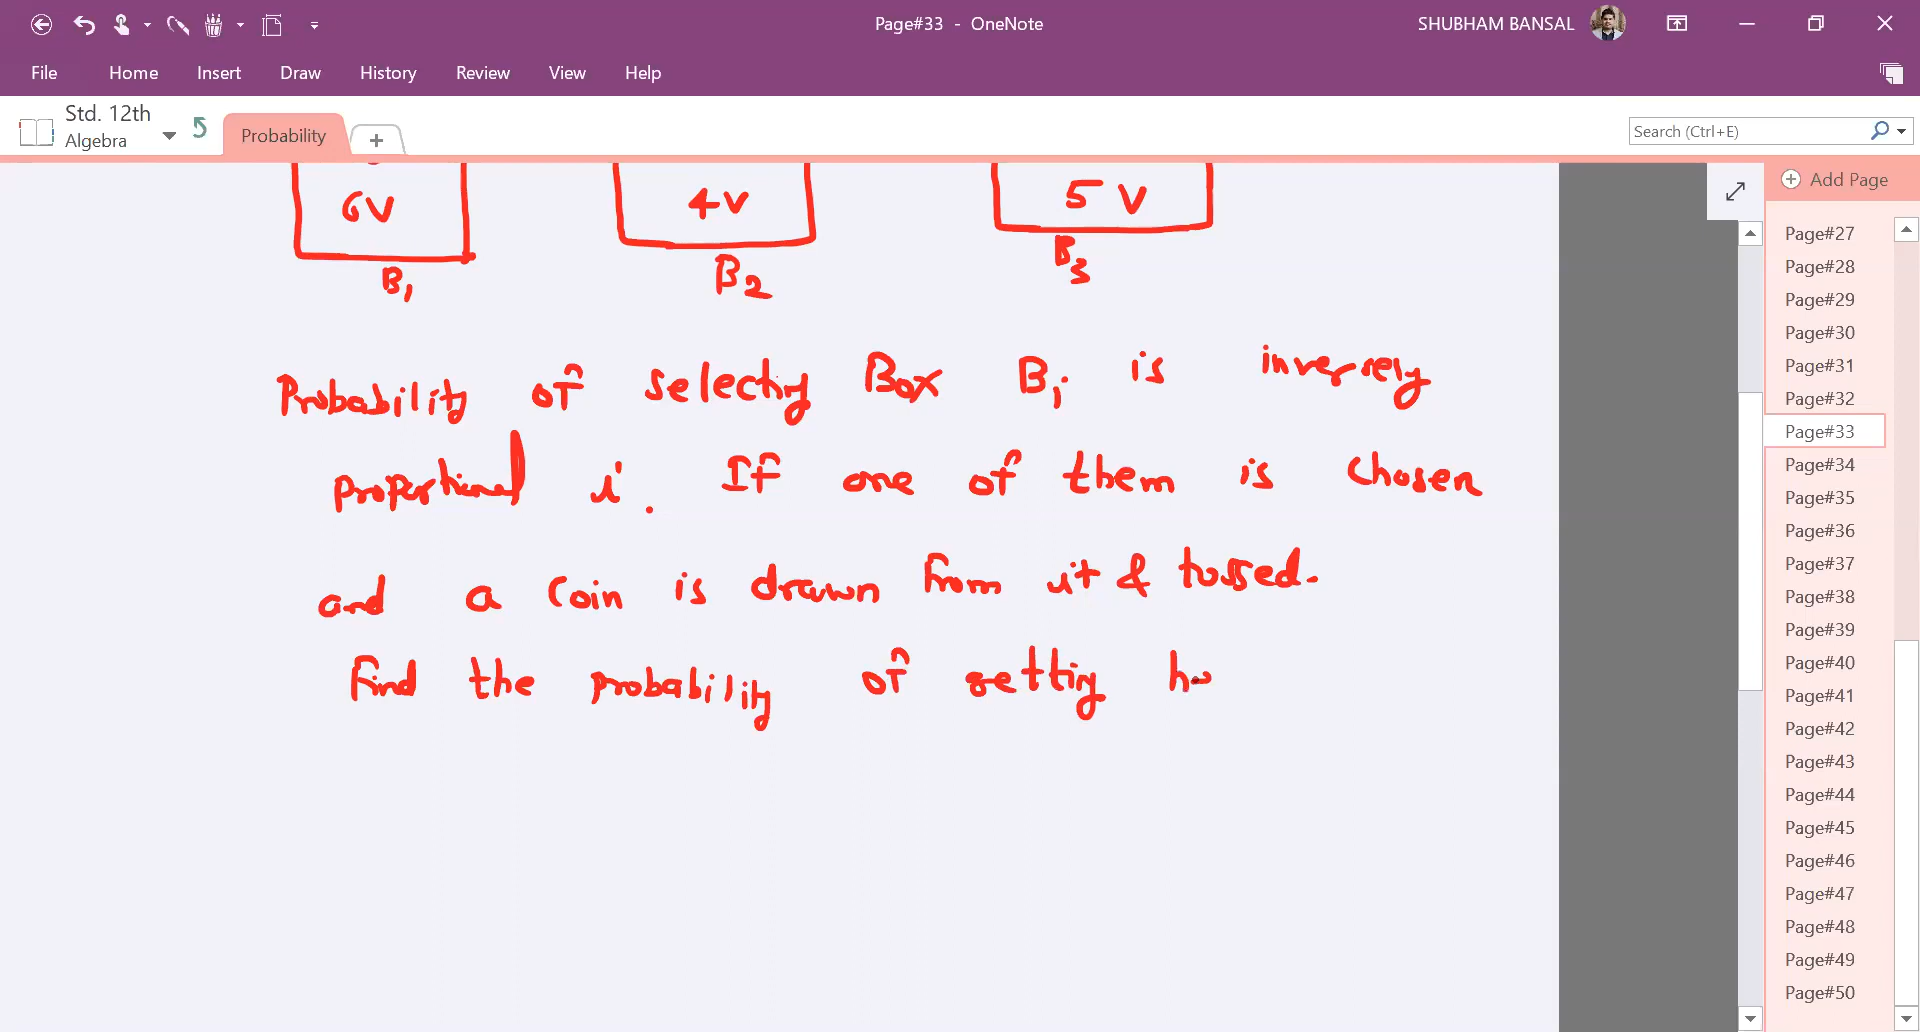 Page#33 - OneNote
SHUBHAM BANSAL
File Home Insert Draw History Review View Help
Std. 12th
Algebra
Probability
Search (Ctrl+E)
Add Page
6V 4V 5 V
B1 B2 B3
Probability of selecting Box Bi is inversely
proportional i. If one of them is chosen
and a coin is drawn from it & tossed.
Find the probability of getting
Page#27
Page#28
Page#29
Page#30
Page#31
Page#32
Page#33
Page#34
Page#35
Page#36
Page#37
Page#38
Page#39
Page#40
Page#41
Page#42
Page#43
Page#44
Page#45
Page#46
Page#47
Page#48
Page#49
Page#50